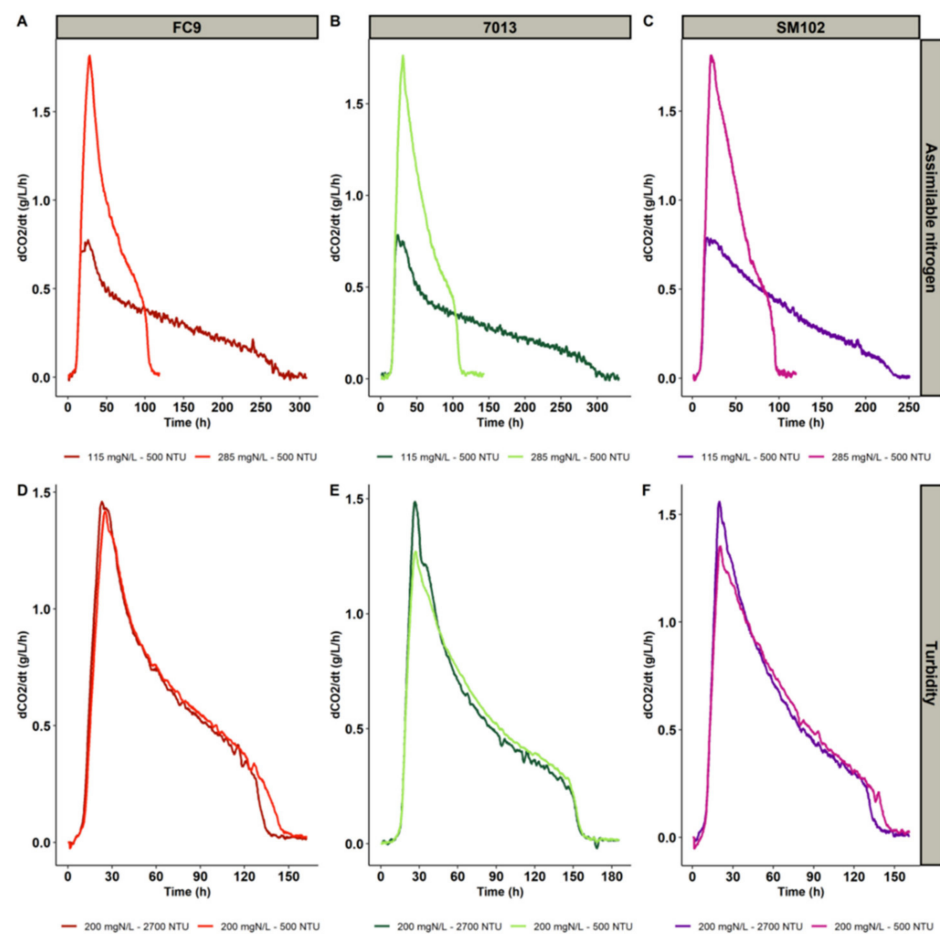 A FC9 B 7013 C SM102
1.5
1.0
0.5
0.0
dCO2/dt (g/L/h)
0 50 100 150 200 250 300
Time (h)
1.5
1.0
0.5
0.0
dCO2/dt (g/L/h)
0 50 100 150 200 250 300
Time (h)
1.5
1.0
0.5
0.0
dCO2/dt (g/L/h)
0 50 100 150 200 250
Time (h)
Assimilable nitrogen
115 mgN/L - 500 NTU 285 mgN/L - 500 NTU
115 mgN/L - 500 NTU 285 mgN/L - 500 NTU
115 mgN/L - 500 NTU 285 mgN/L - 500 NTU
D E F
1.5
1.0
0.5
0.0
dCO2/dt (g/L/h)
0 30 60 90 120 150
Time (h)
1.5
1.0
0.5
0.0
dCO2/dt (g/L/h)
0 30 60 90 120 150 180
Time (h)
1.5
1.0
0.5
0.0
dCO2/dt (g/L/h)
0 30 60 90 120 150
Time (h)
Turbidity
200 mgN/L - 2700 NTU 200 mgN/L - 500 NTU
200 mgN/L - 2700 NTU 200 mgN/L - 500 NTU
200 mgN/L - 2700 NTU 200 mgN/L - 500 NTU